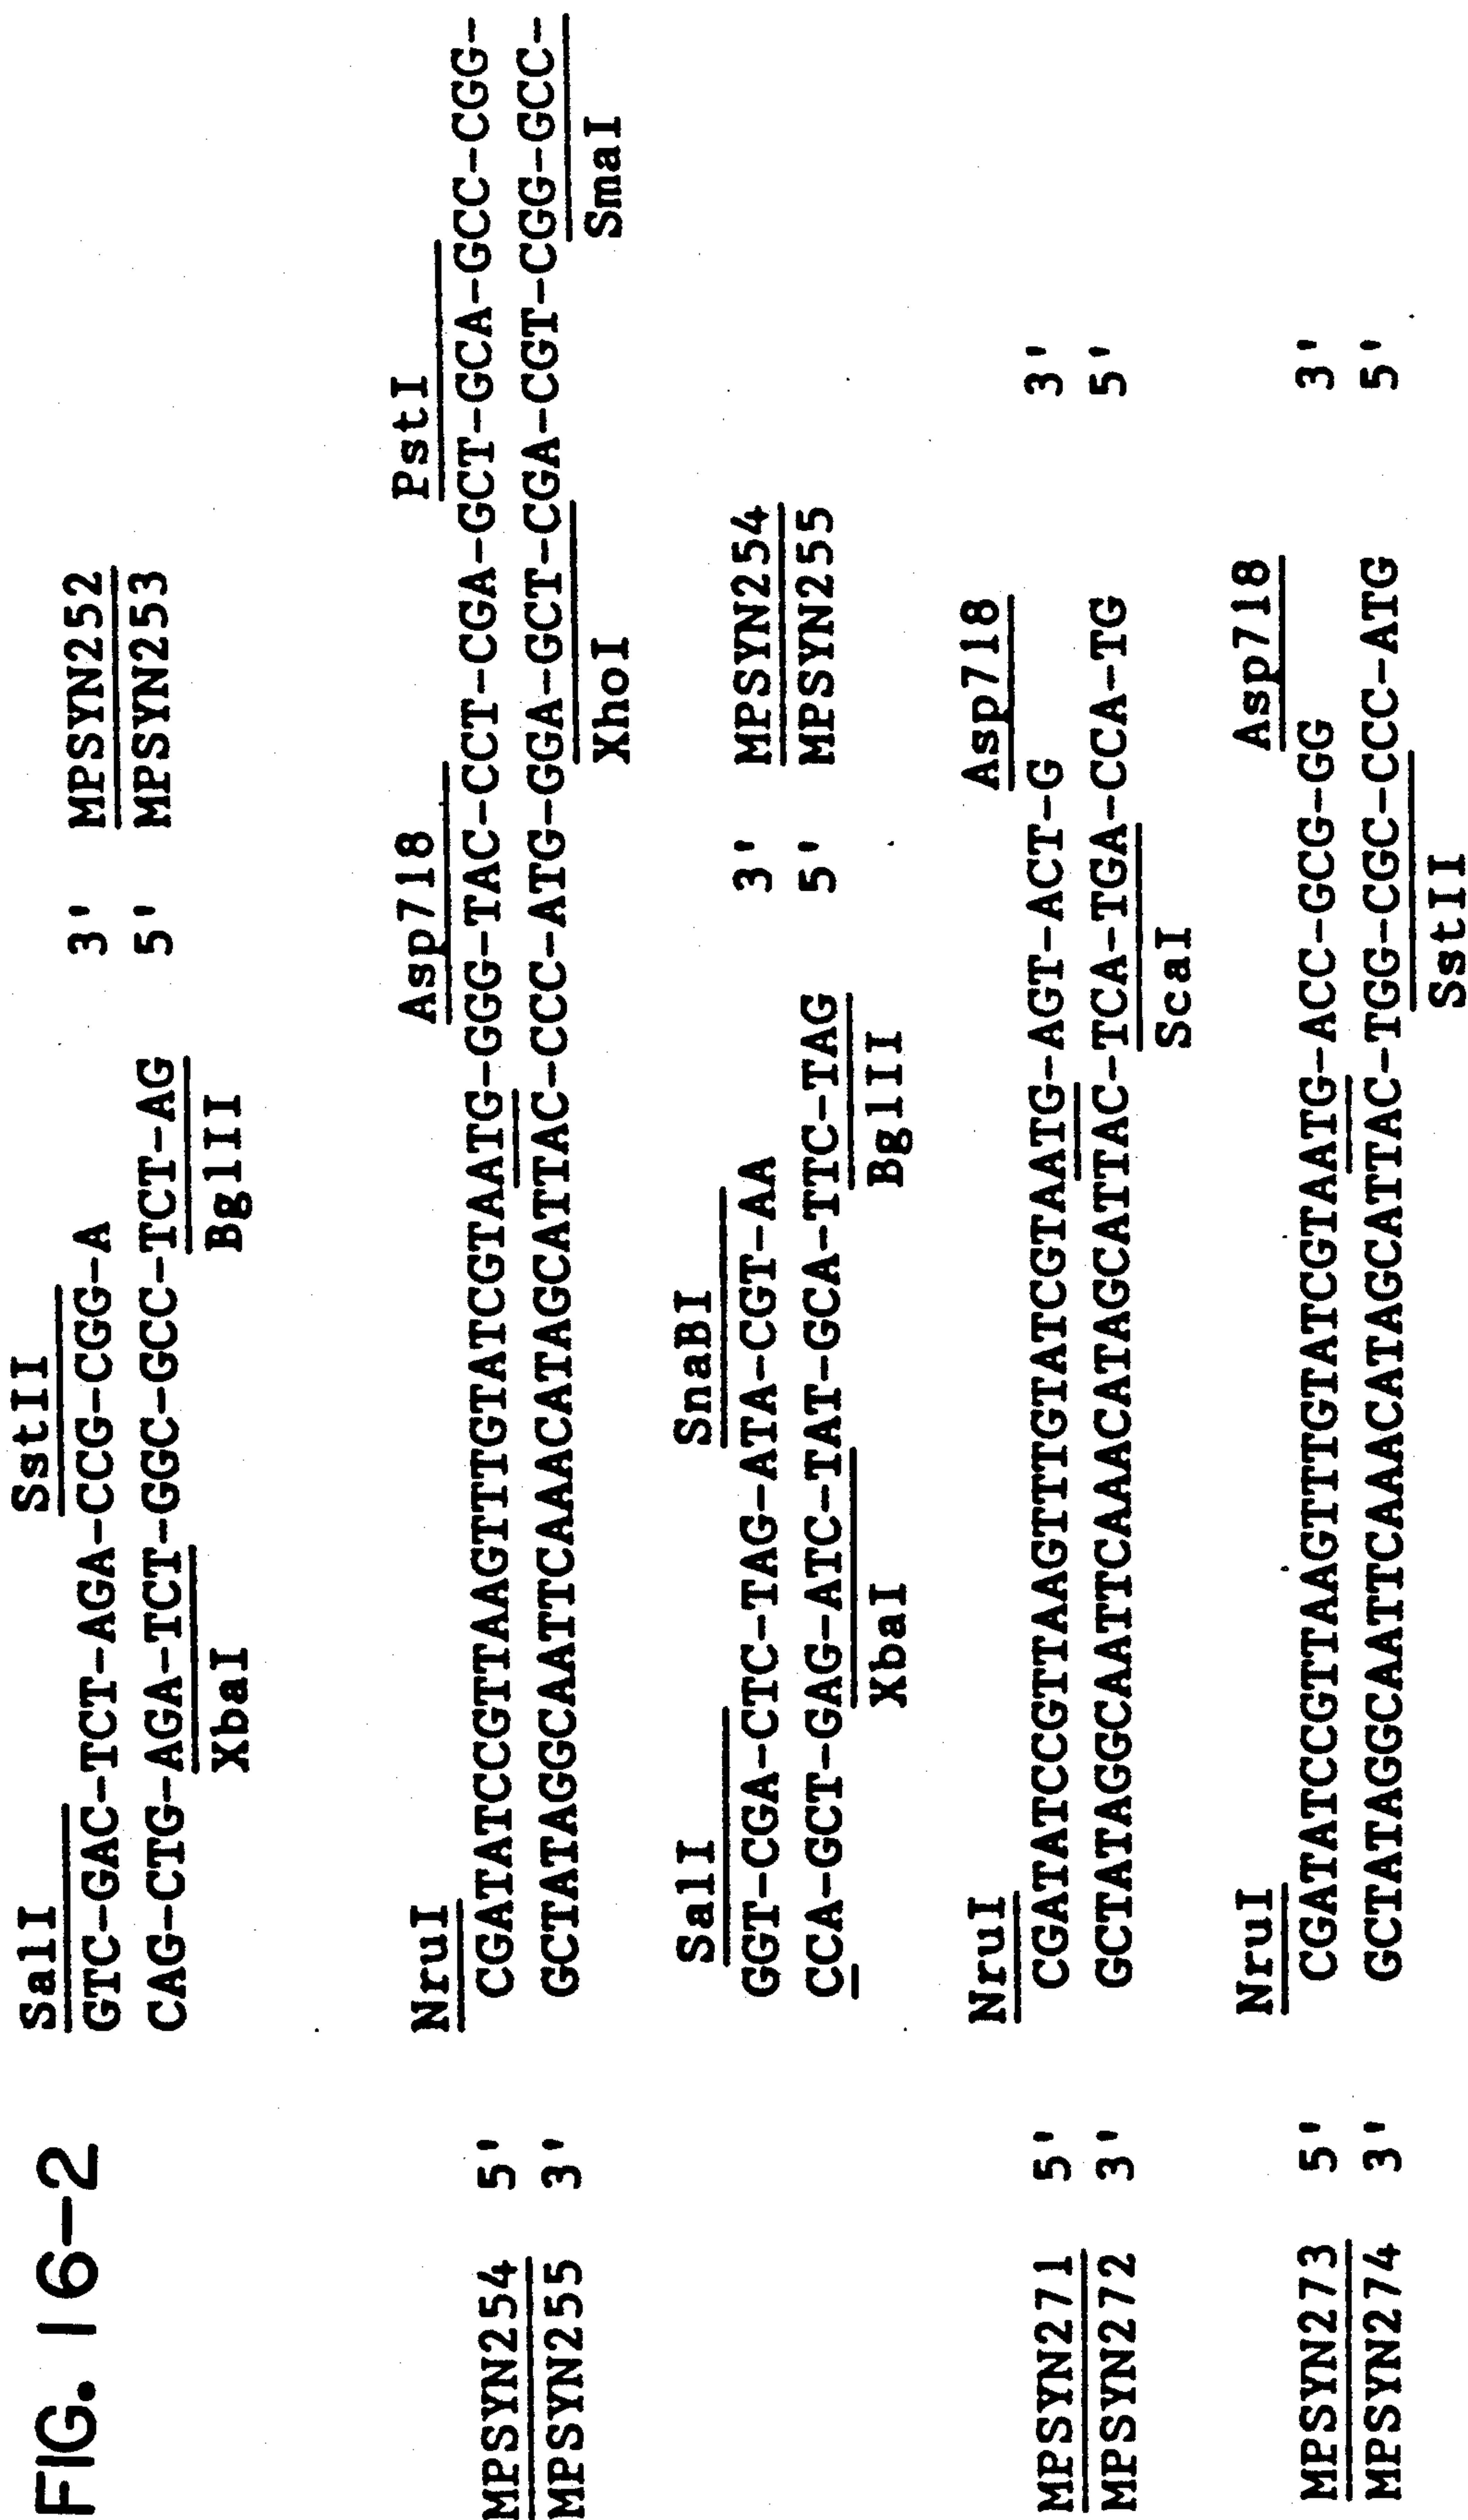 FIG. 16-2
SalI SstII
GTC-GAC-TCT-AGA-CCG-CGG-A 3' MPSYN252
CAG-CTG-AGA-TCT-GGC-GCC-TCT-AG 5' MPSYN253
XbaI BglII
NruI Asp718 PstI
MPSYN254 5' CGATATCCGTTAAGTTTGTATCGTAATG-GGG-TAC-CCT-CGA-GCT-GCA-GCC-CGG-
MPSYN255 3' GCTATAGGCAATTCAAACATAGCATTAC-CCC-ATG-GGA-GCT-CGA-CGT-CGG-GCC-
XhoI SmaI
SalI SnaBI
GGT-CGA-CTC-TAG-ATA-CGT-AA 3' MPSYN254
CCA-GCT-GAG-ATC-TAT-GCA-TTC-TAG 5' MPSYN255
XbaI BglII
NruI Asp718
MPSYN271 5' CGATATCCGTTAAGTTTGTATCGTAATG-AGT-ACT-G 3'
MPSYN272 3' GCTATAGGCAATTCAAACATAGCATTAC-TCA-TGA-CCA-TG 5'
ScaI
NruI Asp718
MPSYN273 5' CGATATCCGTTAAGTTTGTATCGTAATG-ACC-GCG-GG 3'
MPSYN274 3' GCTATAGGCAATTCAAACATAGCATTAC-TGG-CGC-CCC-ATG 5'
SstII